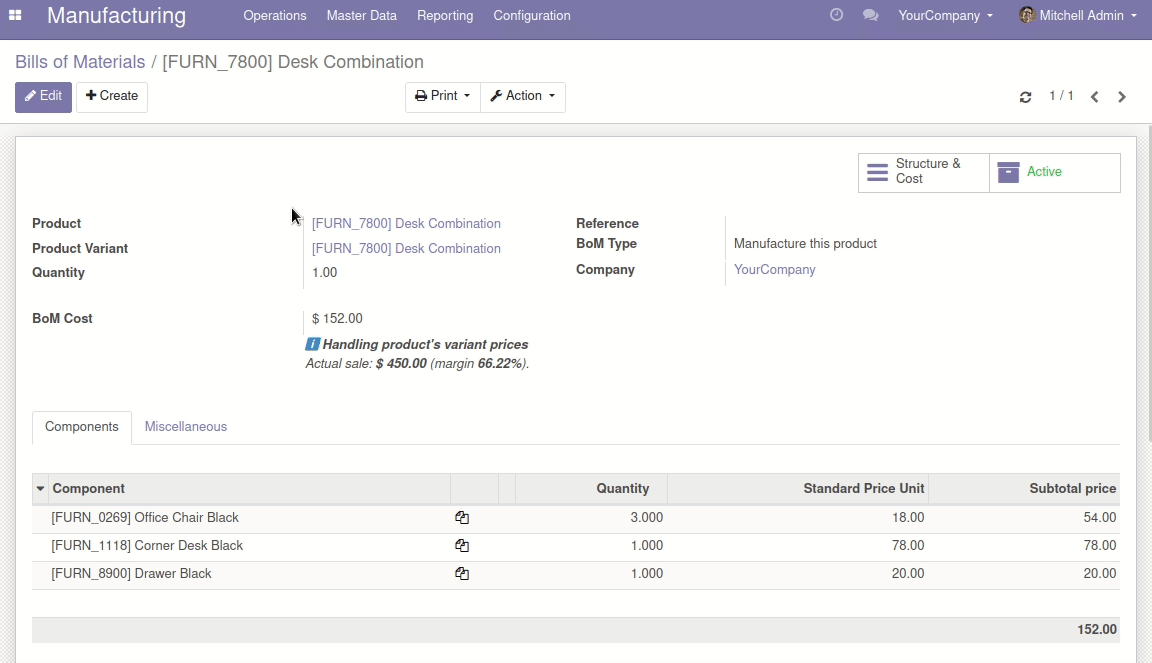 Manufacturing Operations Master Data Reporting Configuration YourCompany Mitchell Admin
Bills of Materials / [FURN_7800] Desk Combination
Edit Create Print Action 1 / 1
Structure & Cost Active
Product [FURN_7800] Desk Combination Reference
Product Variant [FURN_7800] Desk Combination BoM Type Manufacture this product
Quantity 1.00 Company YourCompany
BoM Cost $ 152.00
i Handling product's variant prices
Actual sale: $ 450.00 (margin 66.22%).
Components Miscellaneous
Component Quantity Standard Price Unit Subtotal price
[FURN_0269] Office Chair Black 3.000 18.00 54.00
[FURN_1118] Corner Desk Black 1.000 78.00 78.00
[FURN_8900] Drawer Black 1.000 20.00 20.00
152.00